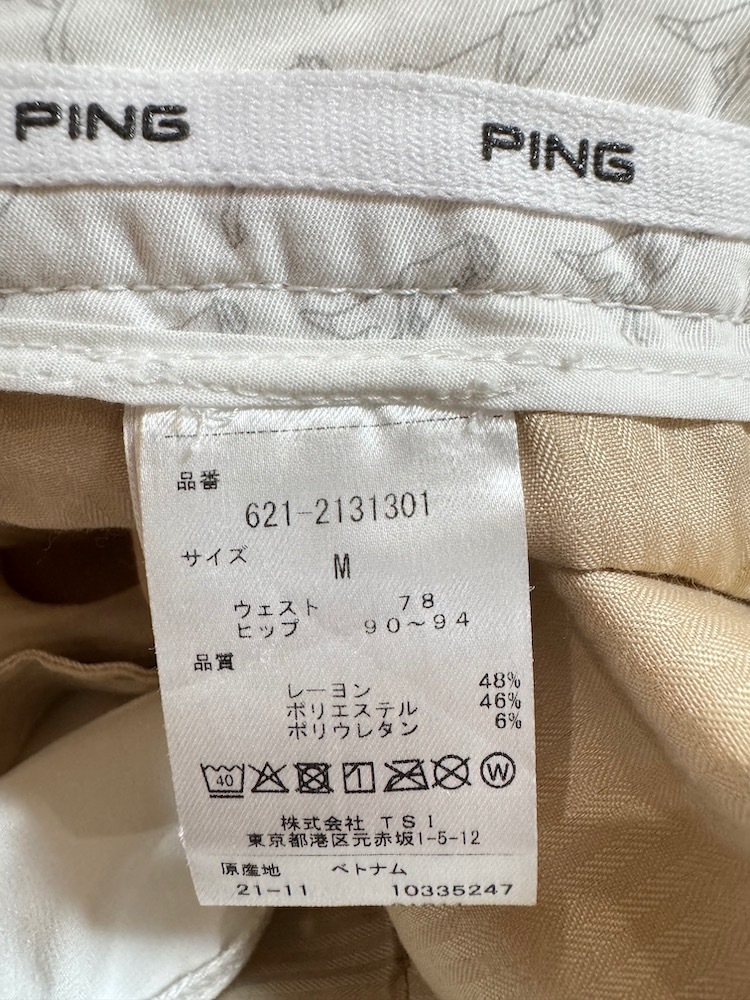 PING PING
品番
621-2131301
サイズ M
ウェスト 78
ヒップ 90～94
品質
レーヨン 48%
ポリエステル 46%
ポリウレタン 6%
40 W
株式会社 TSI
東京都港区元赤坂1-5-12
原産地 ベトナム
21-11 10335247